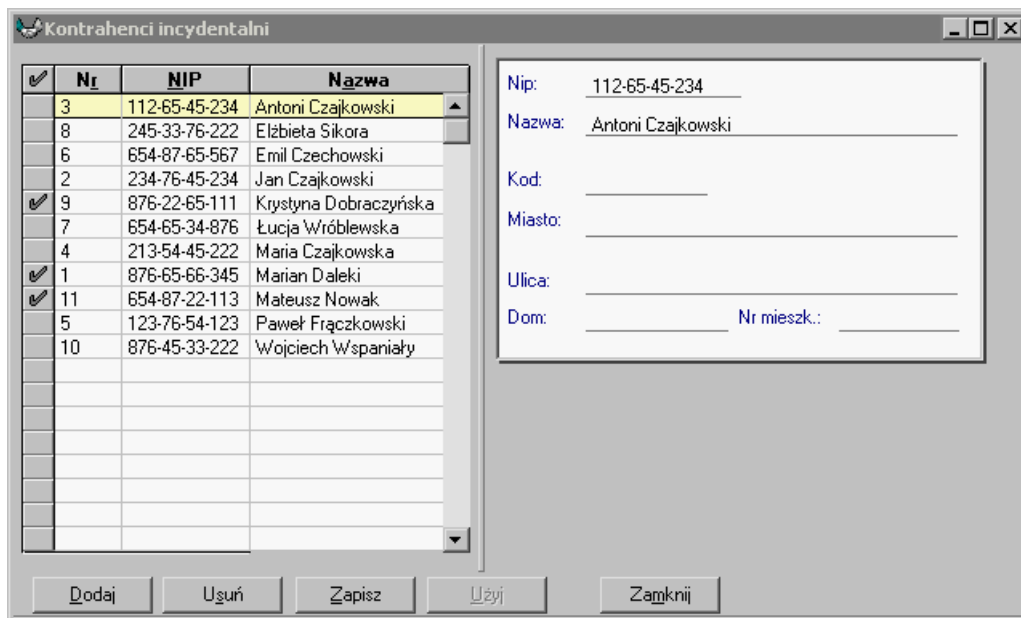 Kontrahenci incydentalni
Nr NIP Nazwa
3 112-65-45-234 Antoni Czajkowski
8 245-33-76-222 Elżbieta Sikora
6 654-87-65-567 Emil Czechowski
2 234-76-45-234 Jan Czajkowski
9 876-22-65-111 Krystyna Dobraczyńska
7 654-65-34-876 Łucja Wróblewska
4 213-54-45-222 Maria Czajkowska
1 876-65-66-345 Marian Daleki
11 654-87-22-113 Mateusz Nowak
5 123-76-54-123 Paweł Frączkowski
10 876-45-33-222 Wojciech Wspaniały
Nip: 112-65-45-234
Nazwa: Antoni Czajkowski
Kod:
Miasto:
Ulica:
Dom: Nr mieszk.:
Dodaj Usuń Zapisz Użyj Zamknij